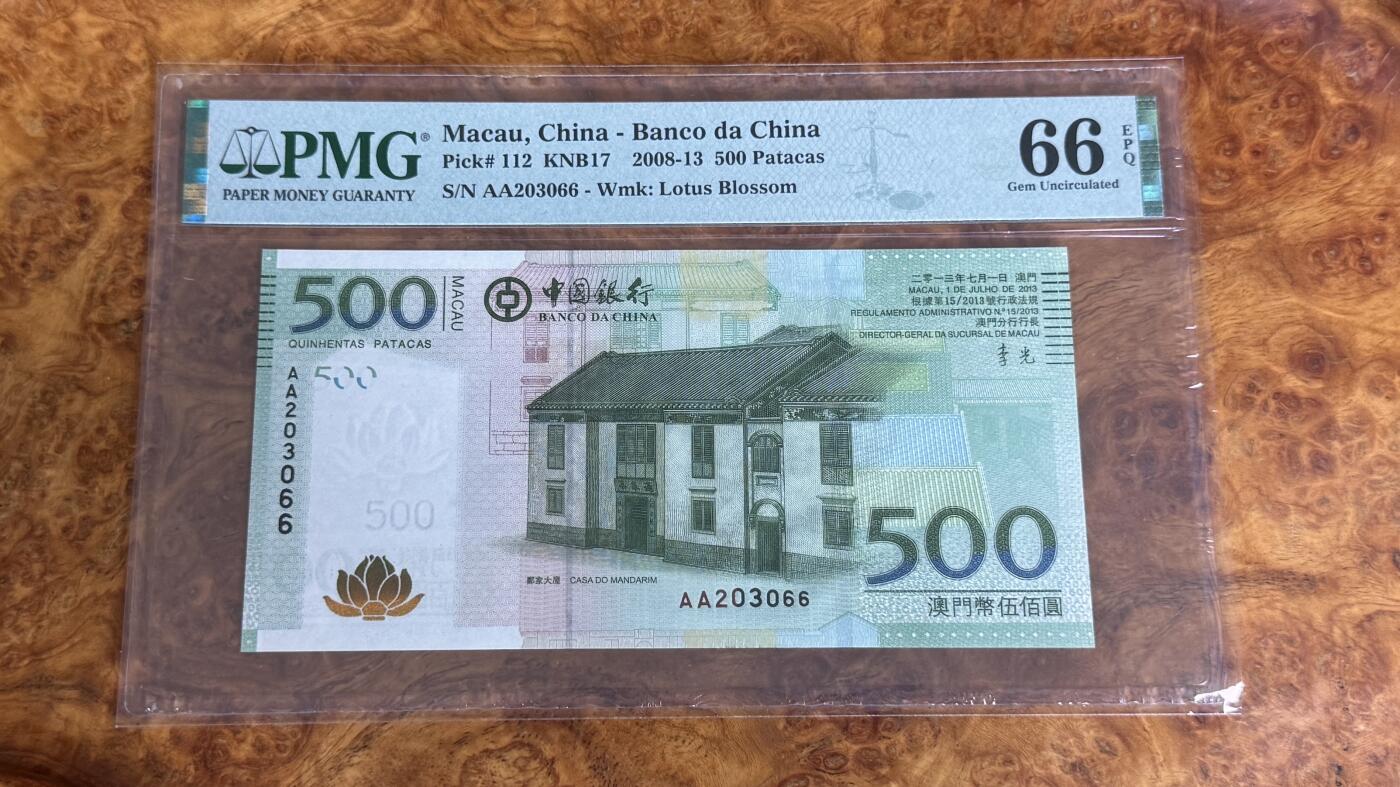 PMG®
PAPER MONEY GUARANTY
Macau, China - Banco da China
Pick# 112 KNB17 2008-13 500 Patacas
S/N AA203066 - Wmk: Lotus Blossom
66
EPQ
Gem Uncirculated
500
MACAU
QUINHENTAS PATACAS
中國銀行
BANCO DA CHINA
二零一三年七月一日 澳門
MACAU, 1 DE JULHO DE 2013
根據第15/2013號行政法規
REGULAMENTO ADMINISTRATIVO N.º 15/2013
澳門分行行長
DIRECTOR-GERAL DA SUCURSAL DE MACAU
李光
AA203066
500
500
鄭家大屋 CASA DO MANDARIM
AA203066
500
澳門幣伍佰圓